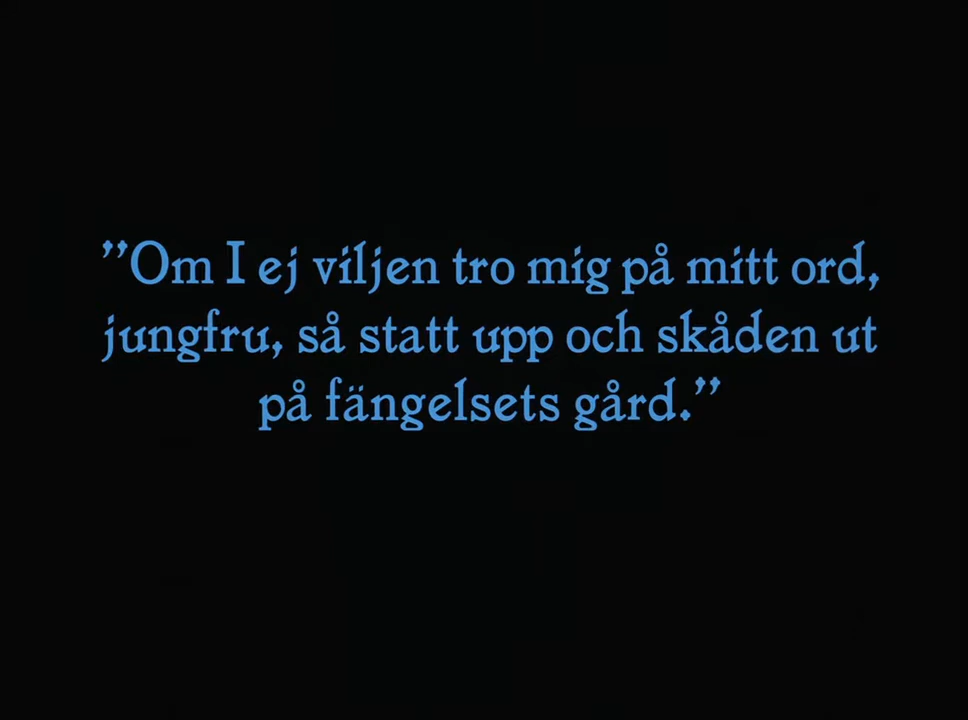 ”Om I ej viljen tro mig på mitt ord,
jungfru, så statt upp och skåden ut
på fängelsets gård.”